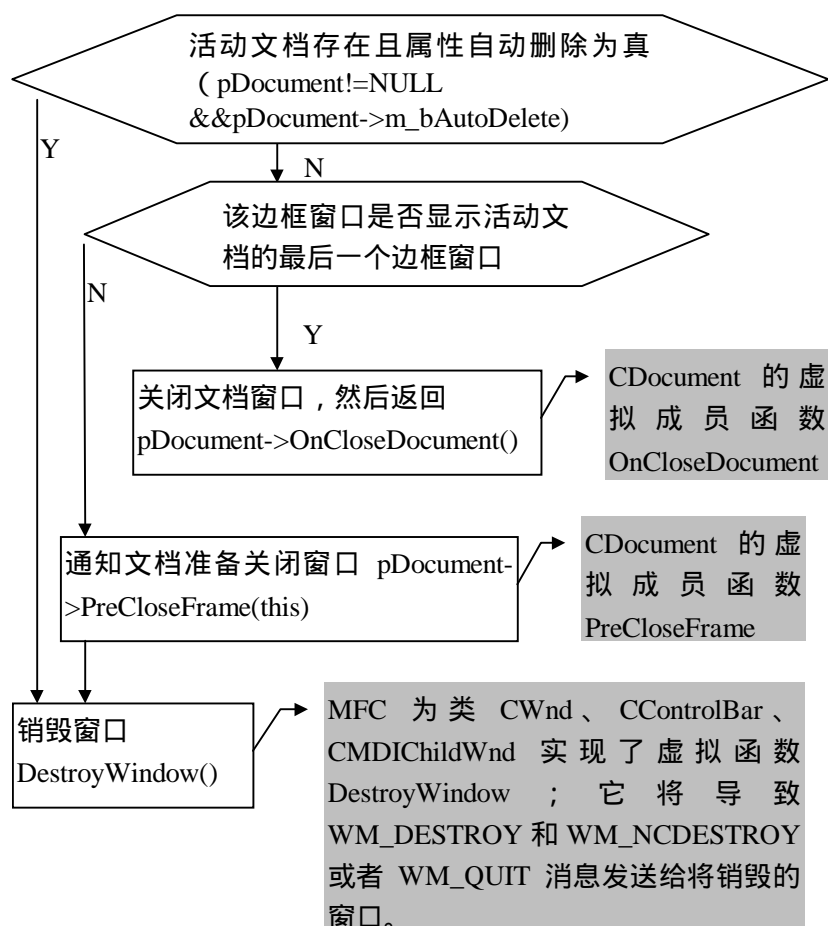 活动文档存在且属性自动删除为真
（pDocument!=NULL
&&pDocument->m_bAutoDelete)
Y
N
该边框窗口是否显示活动文
档的最后一个边框窗口
N
Y
关闭文档窗口，然后返回
pDocument->OnCloseDocument()
CDocument 的虚
拟成员函数
OnCloseDocument
通知文档准备关闭窗口 pDocument-
>PreCloseFrame(this)
CDocument 的虚
拟成员函数
PreCloseFrame
销毁窗口
DestroyWindow()
MFC 为类 CWnd、CControlBar、
CMDIChildWnd 实现了虚拟函数
DestroyWindow；它将导致
WM_DESTROY 和 WM_NCDESTROY
或者 WM_QUIT 消息发送给将销毁的
窗口。